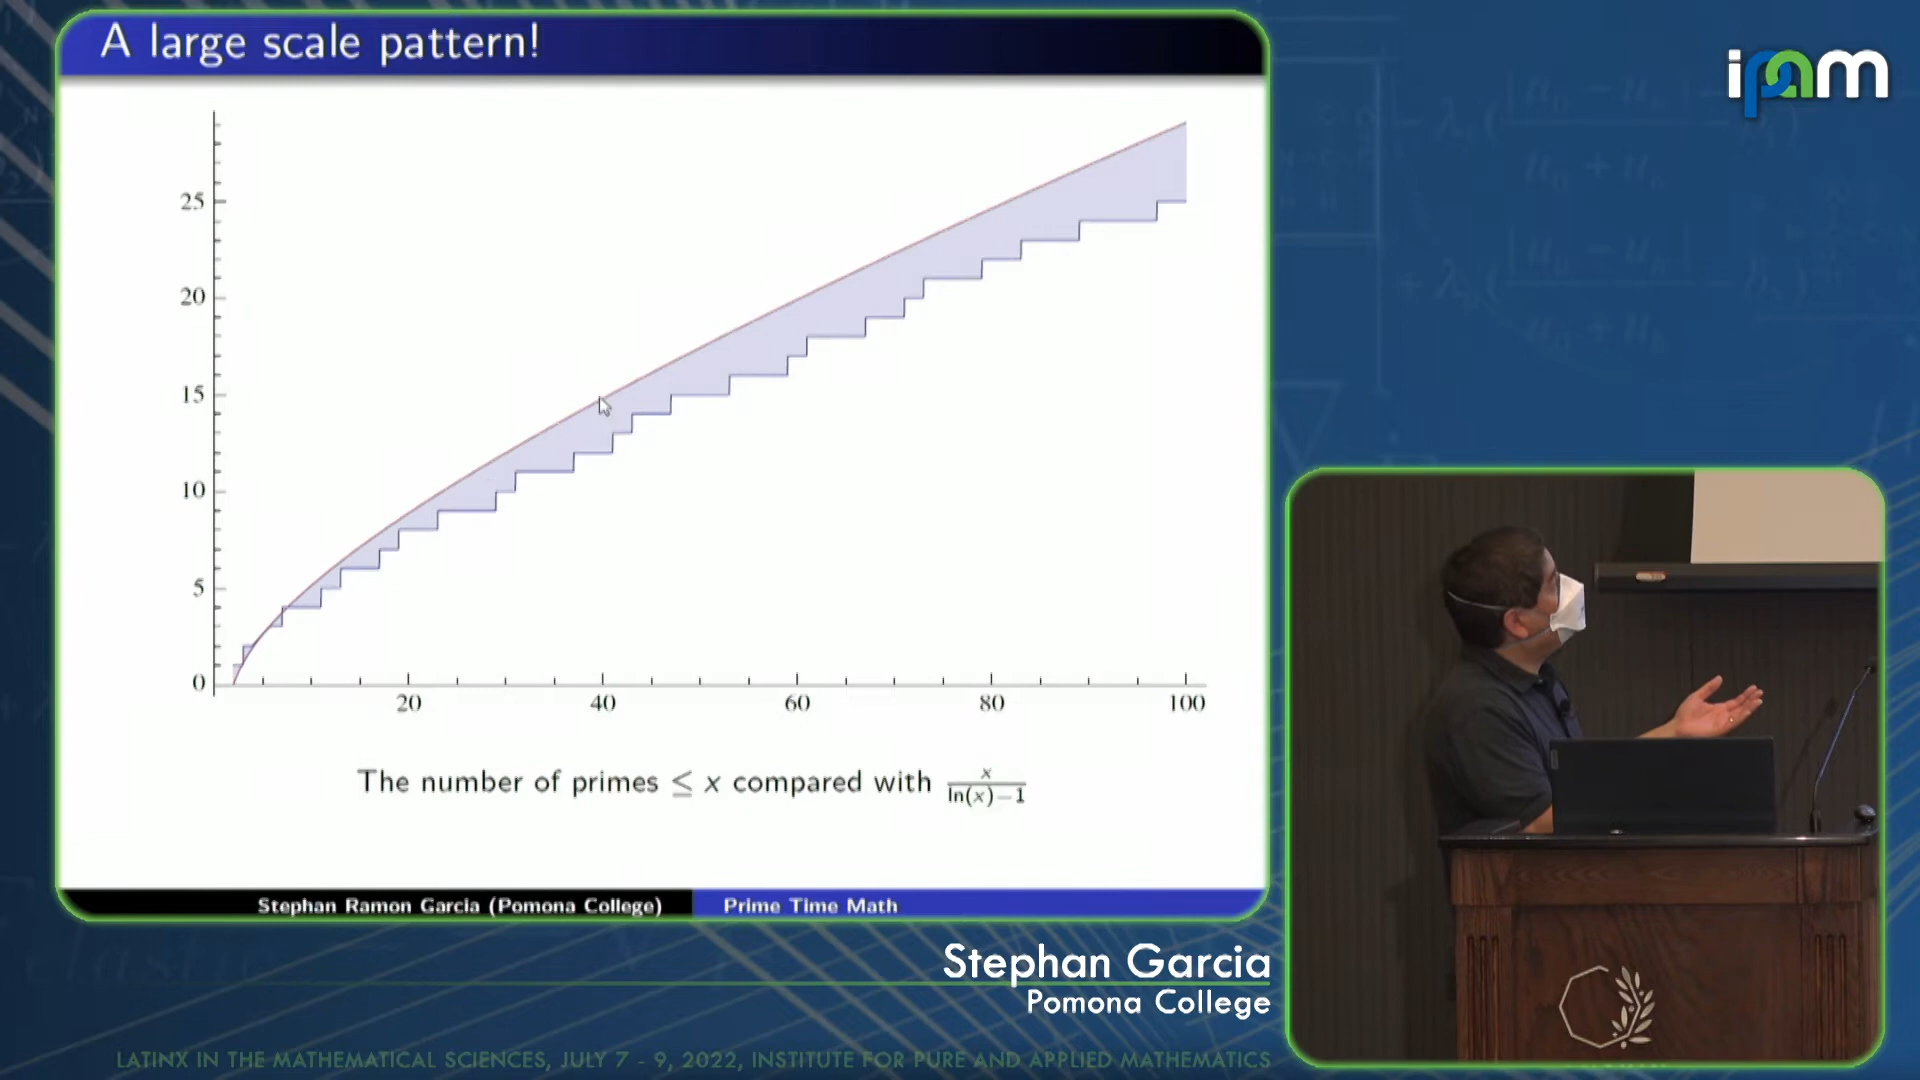 A large scale pattern!
ipam
25
20
15
10
5
0
20 40 60 80 100
The number of primes ≤ x compared with x/(ln(x)−1)
Stephan Ramon Garcia (Pomona College) Prime Time Math
Stephan Garcia
Pomona College
LATINX IN THE MATHEMATICAL SCIENCES, JULY 7 - 9, 2022, INSTITUTE FOR PURE AND APPLIED MATHEMATICS